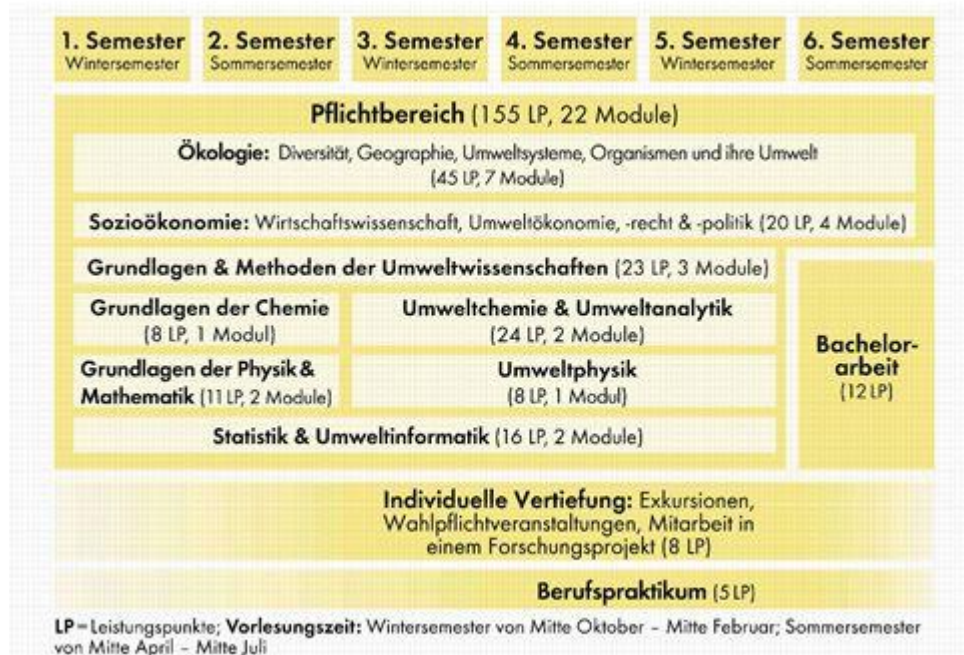 1. Semester
Wintersemester
2. Semester
Sommersemester
3. Semester
Wintersemester
4. Semester
Sommersemester
5. Semester
Wintersemester
6. Semester
Sommersemester
Pflichtbereich (155 LP, 22 Module)
Ökologie: Diversität, Geographie, Umweltsysteme, Organismen und ihre Umwelt
(45 LP, 7 Module)
Sozioökonomie: Wirtschaftswissenschaft, Umweltökonomie, -recht & -politik (20 LP, 4 Module)
Grundlagen & Methoden der Umweltwissenschaften (23 LP, 3 Module)
Grundlagen der Chemie
(8 LP, 1 Modul)
Umweltchemie & Umweltanalytik
(24 LP, 2 Module)
Grundlagen der Physik &
Mathematik (11 LP, 2 Module)
Umweltphysik
(8 LP, 1 Modul)
Statistik & Umweltinformatik (16 LP, 2 Module)
Bachelor-
arbeit
(12 LP)
Individuelle Vertiefung: Exkursionen,
Wahlpflichtveranstaltungen, Mitarbeit in
einem Forschungsprojekt (8 LP)
Berufspraktikum (5 LP)
LP = Leistungspunkte; Vorlesungszeit: Wintersemester von Mitte Oktober – Mitte Februar; Sommersemester
von Mitte April – Mitte Juli